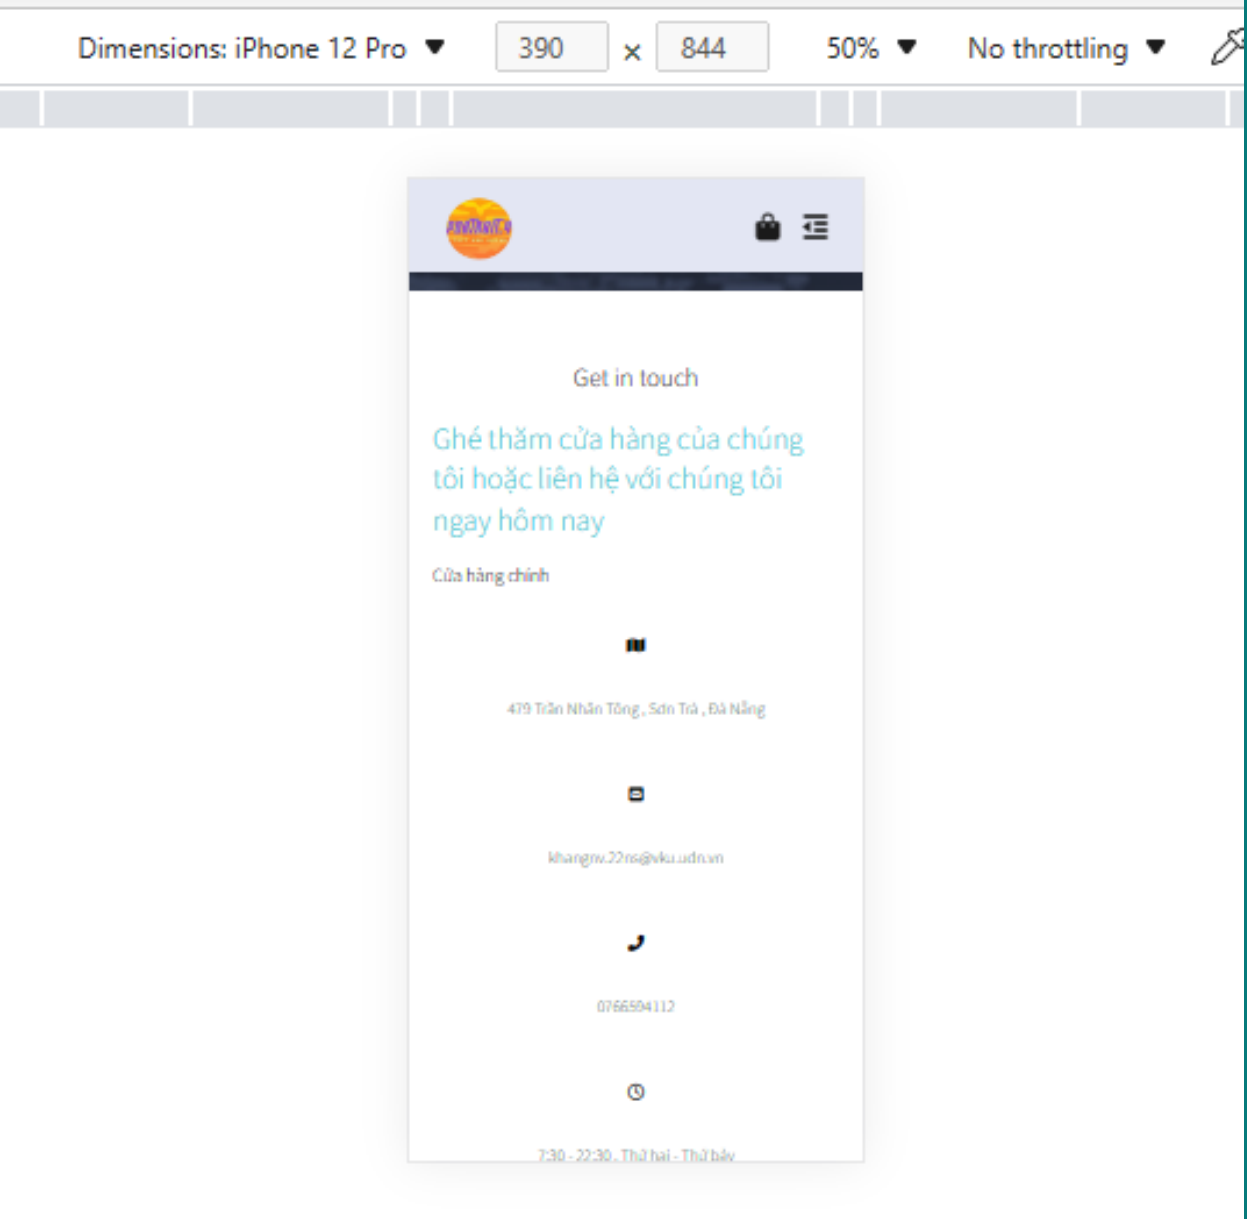 Dimensions: iPhone 12 Pro ▼ 390 × 844 50% ▼ No throttling ▼
Get in touch
Ghé thăm cửa hàng của chúng
tôi hoặc liên hệ với chúng tôi
ngay hôm nay
Cửa hàng chính
479 Trần Nhân Tông , Sơn Trà , Đà Nẵng
khangnv.22ns@vku.udn.vn
0766594112
7:30 - 22:30 , Thứ hai - Thứ bảy